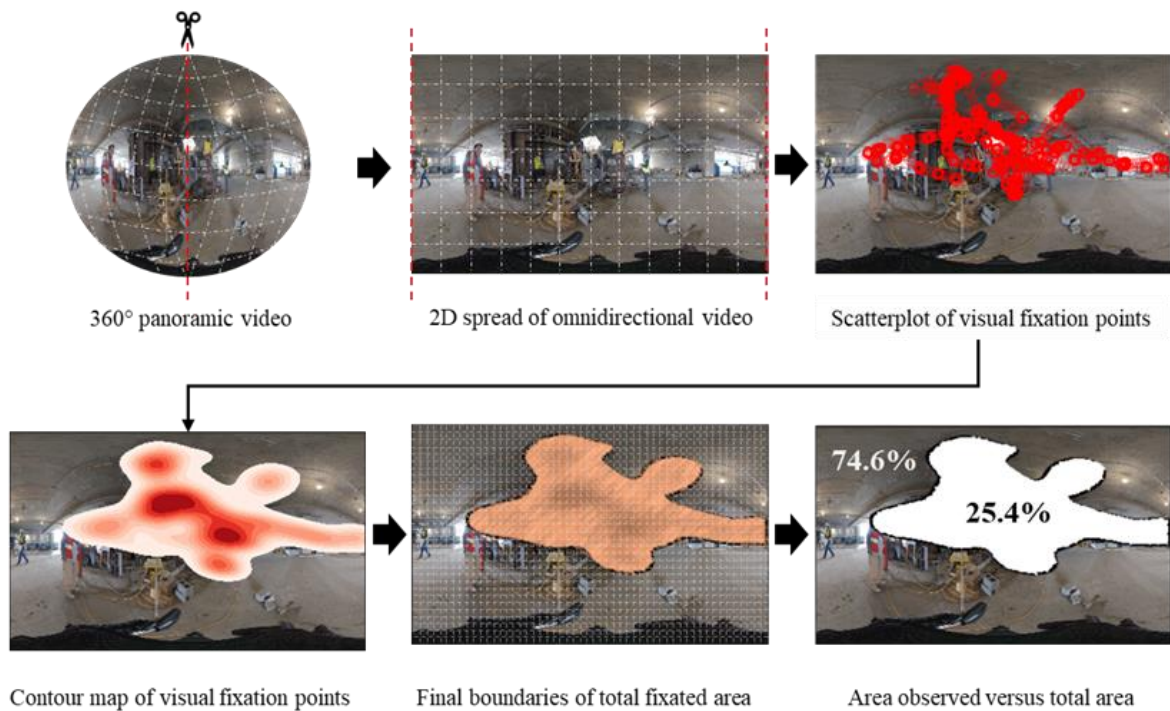 360° panoramic video
2D spread of omnidirectional video
Scatterplot of visual fixation points
74.6%
25.4%
Contour map of visual fixation points
Final boundaries of total fixated area
Area observed versus total area